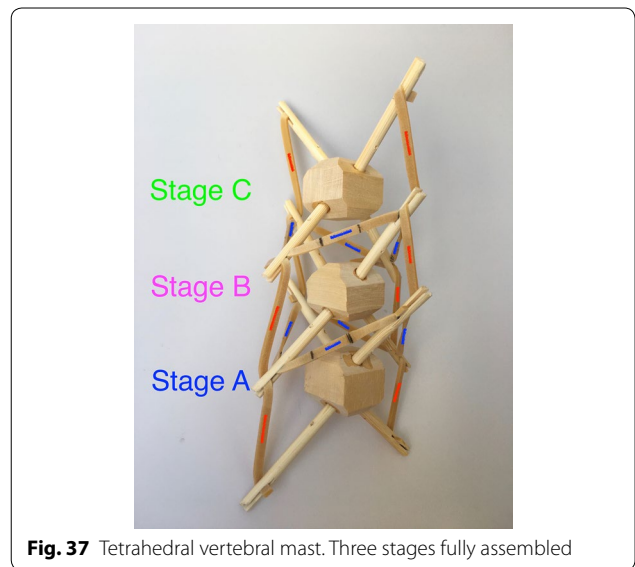 Stage C
Stage B
Stage A
Fig. 37 Tetrahedral vertebral mast. Three stages fully assembled